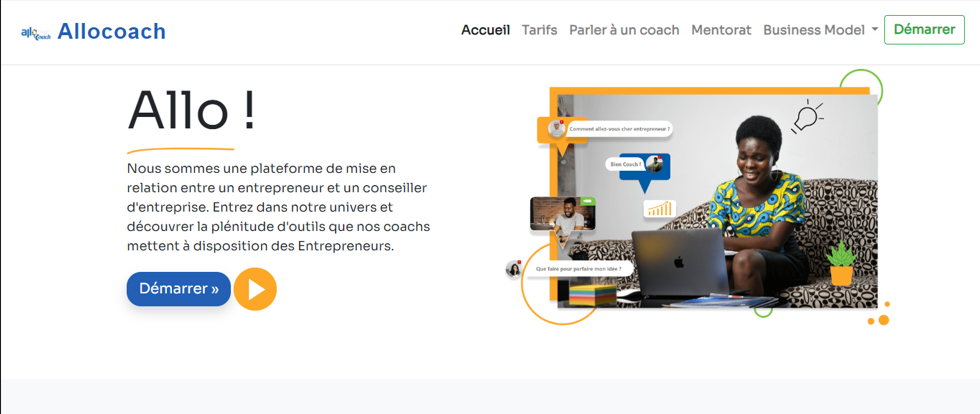 allo coach Allocoach
Accueil Tarifs Parler à un coach Mentorat Business Model Démarrer
Allo !
Nous sommes une plateforme de mise en
relation entre un entrepreneur et un conseiller
d'entreprise. Entrez dans notre univers et
découvrir la plénitude d'outils que nos coachs
mettent à disposition des Entrepreneurs.
Démarrer »
Comment allez-vous cher entrepreneur ?
Bien Coach !
Que faire pour parfaire mon idée ?